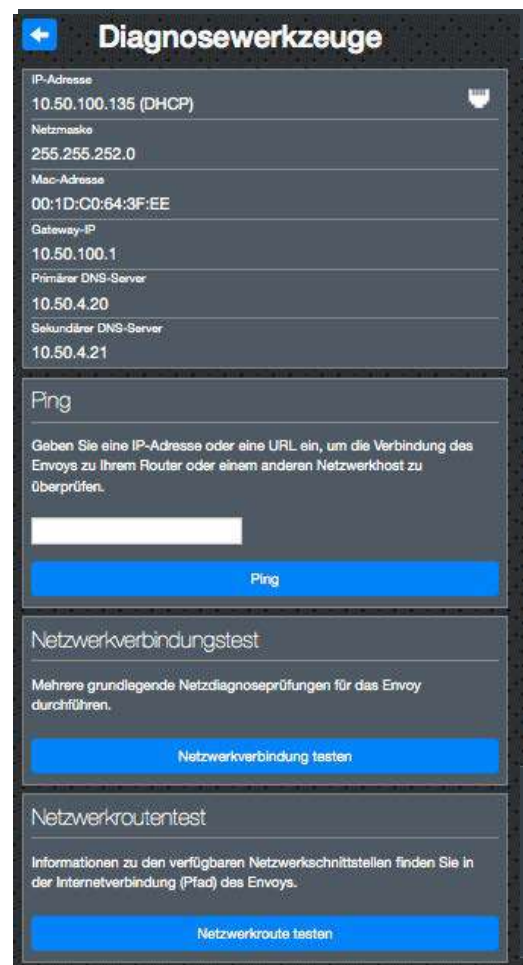 Diagnosewerkzeuge
IP-Adresse
10.50.100.135 (DHCP)
Netzmaske
255.255.252.0
Mac-Adresse
00:1D:C0:64:3F:EE
Gateway-IP
10.50.100.1
Primärer DNS-Server
10.50.4.20
Sekundärer DNS-Server
10.50.4.21
Ping
Geben Sie eine IP-Adresse oder eine URL ein, um die Verbindung des
Envoys zu Ihrem Router oder einem anderen Netzwerkhost zu
überprüfen.
Ping
Netzwerkverbindungstest
Mehrere grundlegende Netzdiagnoseprüfungen für das Envoy
durchführen.
Netzwerkverbindung testen
Netzwerkroutentest
Informationen zu den verfügbaren Netzwerkschnittstellen finden Sie in
der Internetverbindung (Pfad) des Envoys.
Netzwerkroute testen